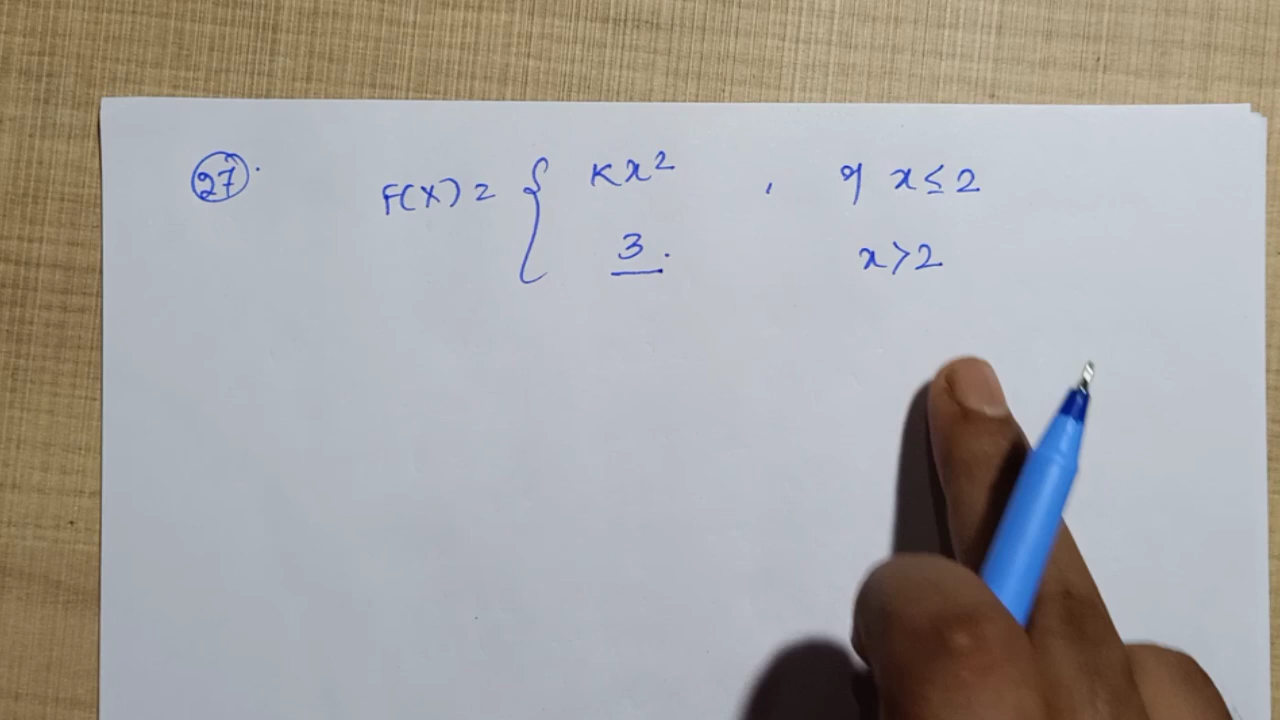 27. F(X) = { Kx² , if x ≤ 2
3. x > 2